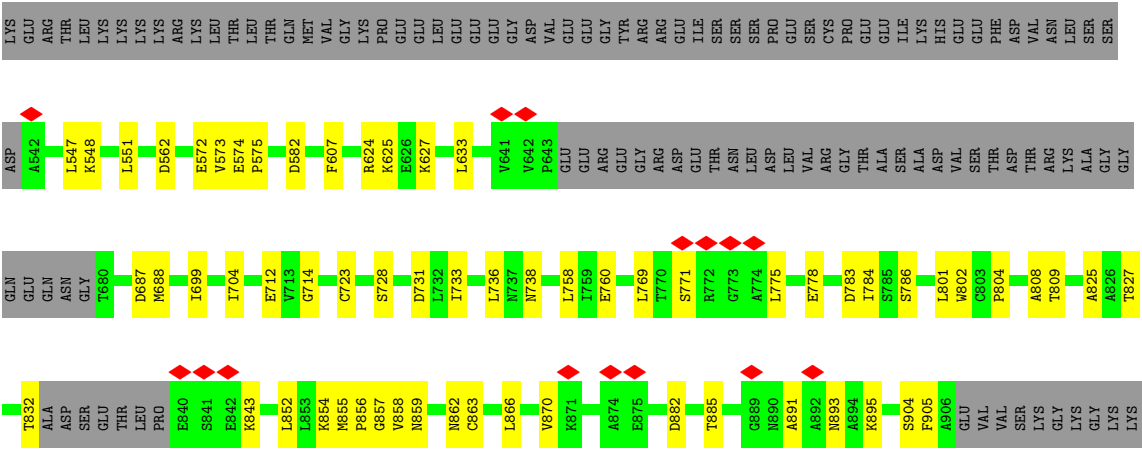 LYS GLU ARG THR LEU LYS LYS LYS LYS ARG LYS LEU THR LEU THR GLN MET VAL GLY LYS PRO GLU GLU LEU GLU GLU GLU GLY ASP VAL GLU GLU GLY TYR ARG ARG GLU ILE SER SER SER PRO GLU SER CYS PRO GLU GLU ILE LYS HIS GLU GLU PHE ASP VAL ASN LEU SER SER
ASP A542 L547 K548 L551 D562 E572 V573 E574 P575 D582 F607 R624 K625 E626 K627 L633 V641 V642 P643 GLU GLU ARG GLU GLY ARG ASP GLU THR ASN LEU ASP LEU VAL ARG GLY THR ALA SER ALA ASP VAL SER THR ASP THR ARG LYS ALA GLY GLY
GLN GLU GLN ASN GLY T680 D687 M688 I699 I704 E712 V713 G714 C723 S728 D731 L732 I733 L736 N737 N738 L758 I759 E760 L769 T770 S771 R772 G773 A774 L775 E778 D783 I784 S785 S786 L801 W802 C803 P804 A808 T809 A825 A826 T827
T832 ALA ASP SER GLU THR LEU PRO E840 S841 E842 K843 L852 L853 K854 M855 P856 G857 V858 N859 N862 C863 L866 V870 K871 A874 E875 D882 T885 G889 N890 A891 A892 N893 A894 K895 S904 F905 A906 GLU VAL VAL SER LYS GLY LYS GLY LYS LYS